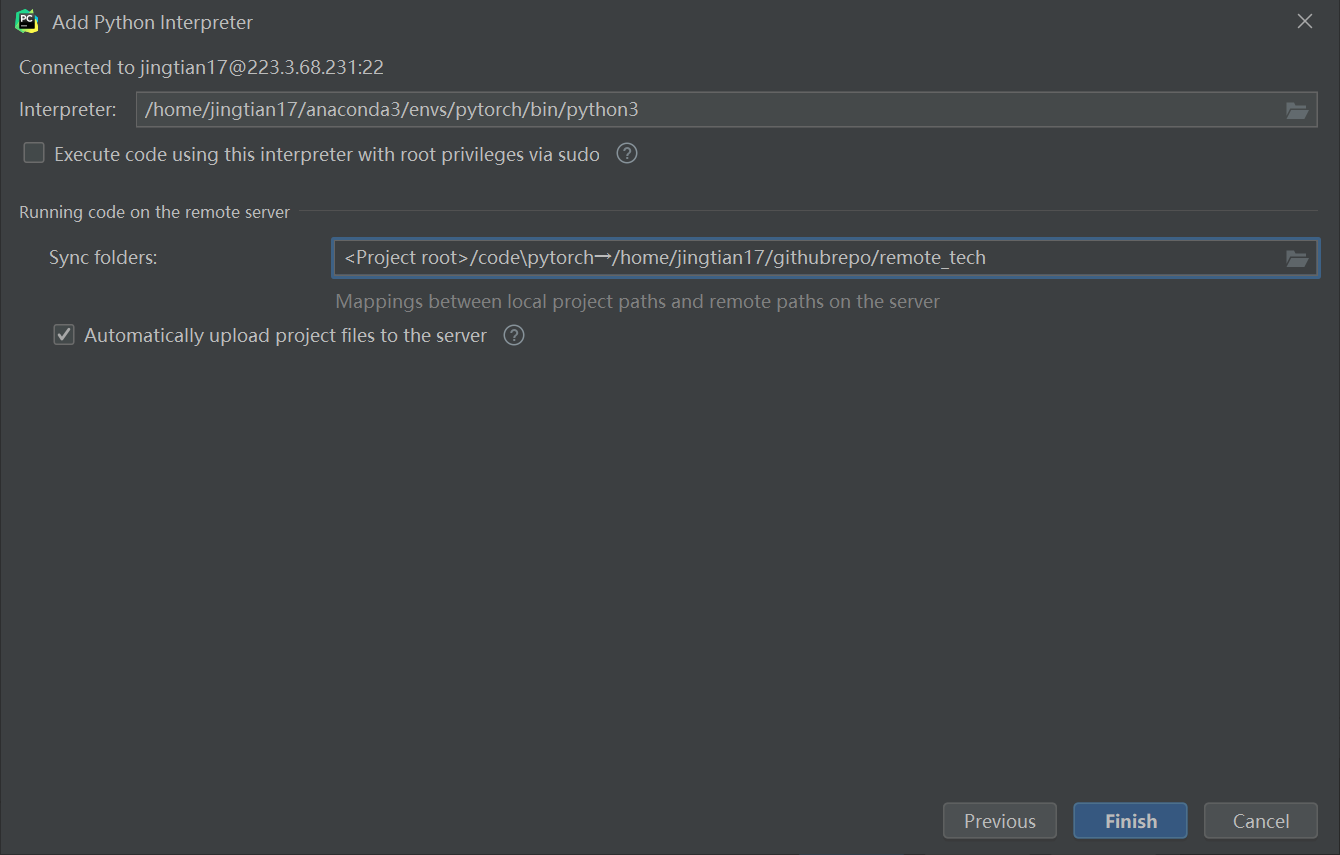 PC Add Python Interpreter
Connected to jingtian17@223.3.68.231:22
Interpreter: /home/jingtian17/anaconda3/envs/pytorch/bin/python3
Execute code using this interpreter with root privileges via sudo ?
Running code on the remote server
Sync folders: <Project root>/code\pytorch→/home/jingtian17/githubrepo/remote_tech
Mappings between local project paths and remote paths on the server
Automatically upload project files to the server ?
Previous Finish Cancel